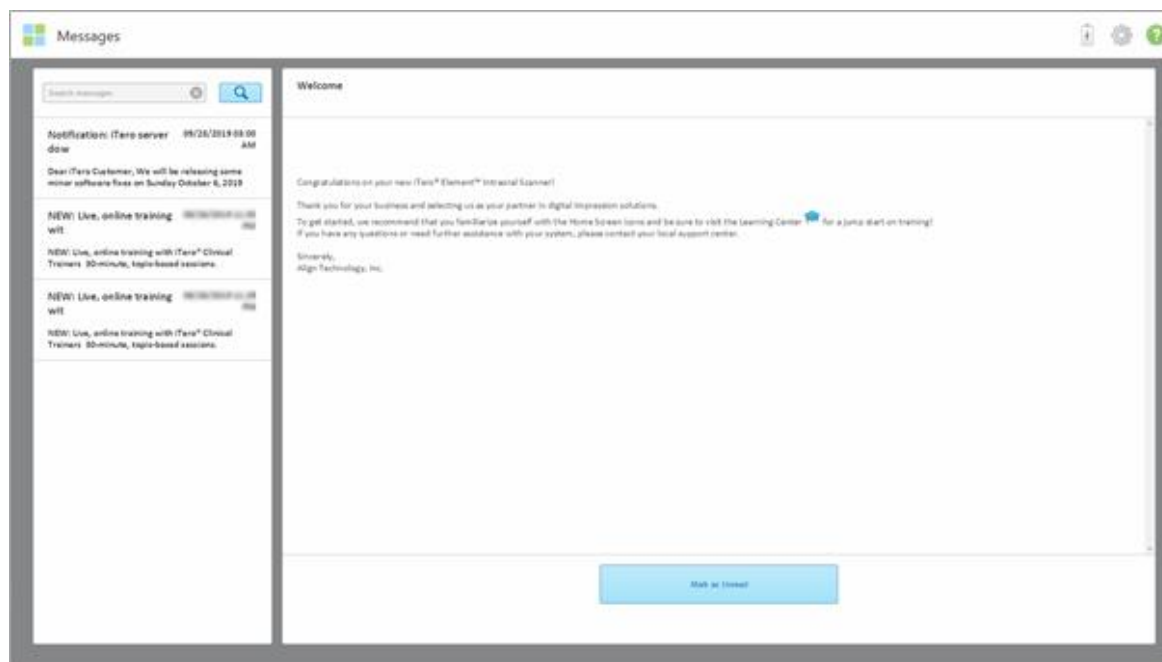 Messages
Search messages
Notification: iTero server 09/26/2019 08:00
dow AM
Dear iTero Customer, We will be releasing some
minor software fixes on Sunday October 6, 2019
NEW: Live, online training
wit
NEW: Live, online training with iTero® Clinical
Trainers 30-minute, topic-based sessions.
NEW: Live, online training
wit
NEW: Live, online training with iTero® Clinical
Trainers 30-minute, topic-based sessions.
Welcome
Congratulations on your new iTero® Element™ Intraoral Scanner!
Thank you for your business and selecting us as your partner in digital impression solutions.
To get started, we recommend that you familiarize yourself with the Home Screen icons and be sure to visit the Learning Center for a jump start on training!
If you have any questions or need further assistance with your system, please contact your local support center.
Sincerely,
Align Technology, Inc.
Mark as Unread